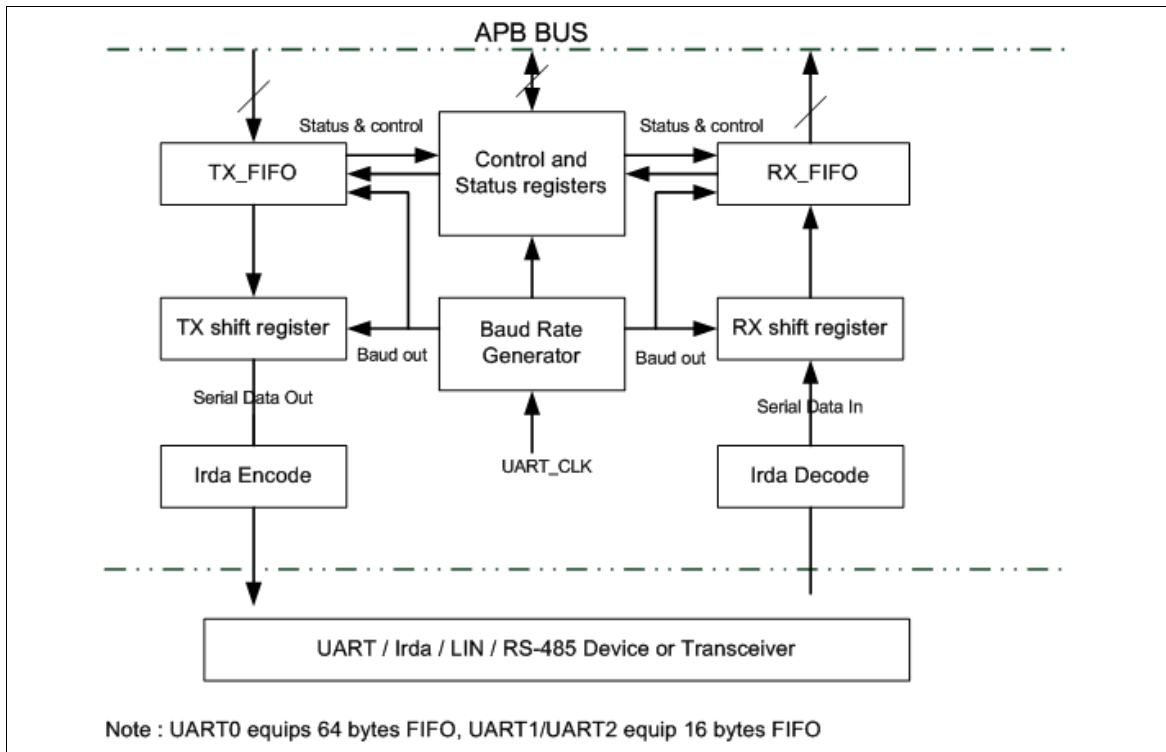 APB BUS
Status & control
Status & control
TX_FIFO
Control and
Status registers
RX_FIFO
TX shift register
Baud Rate
Generator
RX shift register
Baud out
Baud out
Serial Data Out
Serial Data In
Irda Encode
UART_CLK
Irda Decode
UART / Irda / LIN / RS-485 Device or Transceiver
Note : UART0 equips 64 bytes FIFO, UART1/UART2 equip 16 bytes FIFO